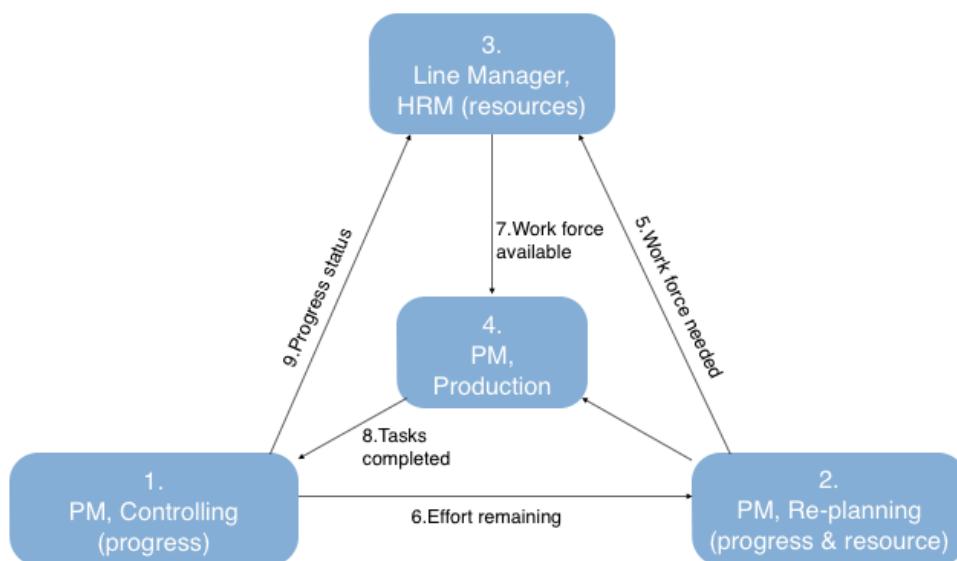 3.
Line Manager,
HRM (resources)
7.Work force
available
9.Progress status
5.Work force needed
4.
PM,
Production
8.Tasks
completed
1.
PM, Controlling
(progress)
6.Effort remaining
2.
PM, Re-planning
(progress & resource)